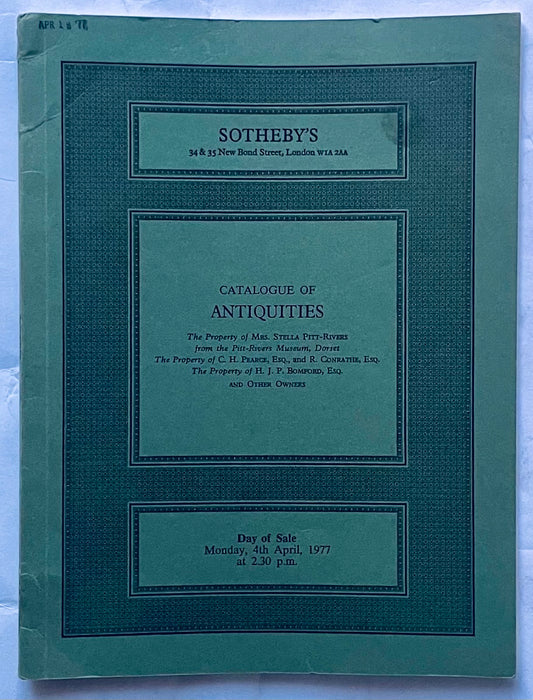 APR 18 '77
SOTHEBY'S
34 & 35 New Bond Street, London W1A 2AA
CATALOGUE OF
ANTIQUITIES
The Property of Mrs. Stella Pitt-Rivers
from the Pitt-Rivers Museum, Dorset
The Property of C. H. Pearce, Esq., and R. Conrathe, Esq.
The Property of H. J. P. Bomford, Esq.
and Other Owners
Day of Sale
Monday, 4th April, 1977
at 2.30 p.m.